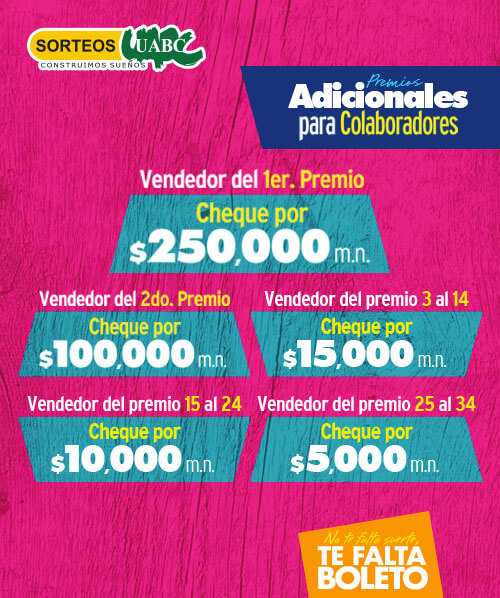 SORTEOS UABC
CONSTRUIMOS SUEÑOS
Premios
Adicionales
para Colaboradores
Vendedor del 1er. Premio
Cheque por
$250,000 m.n.
Vendedor del 2do. Premio
Cheque por
$100,000 m.n.
Vendedor del premio 3 al 14
Cheque por
$15,000 m.n.
Vendedor del premio 15 al 24
Cheque por
$10,000 m.n.
Vendedor del premio 25 al 34
Cheque por
$5,000 m.n.
No te falta suerte,
TE FALTA
BOLETO